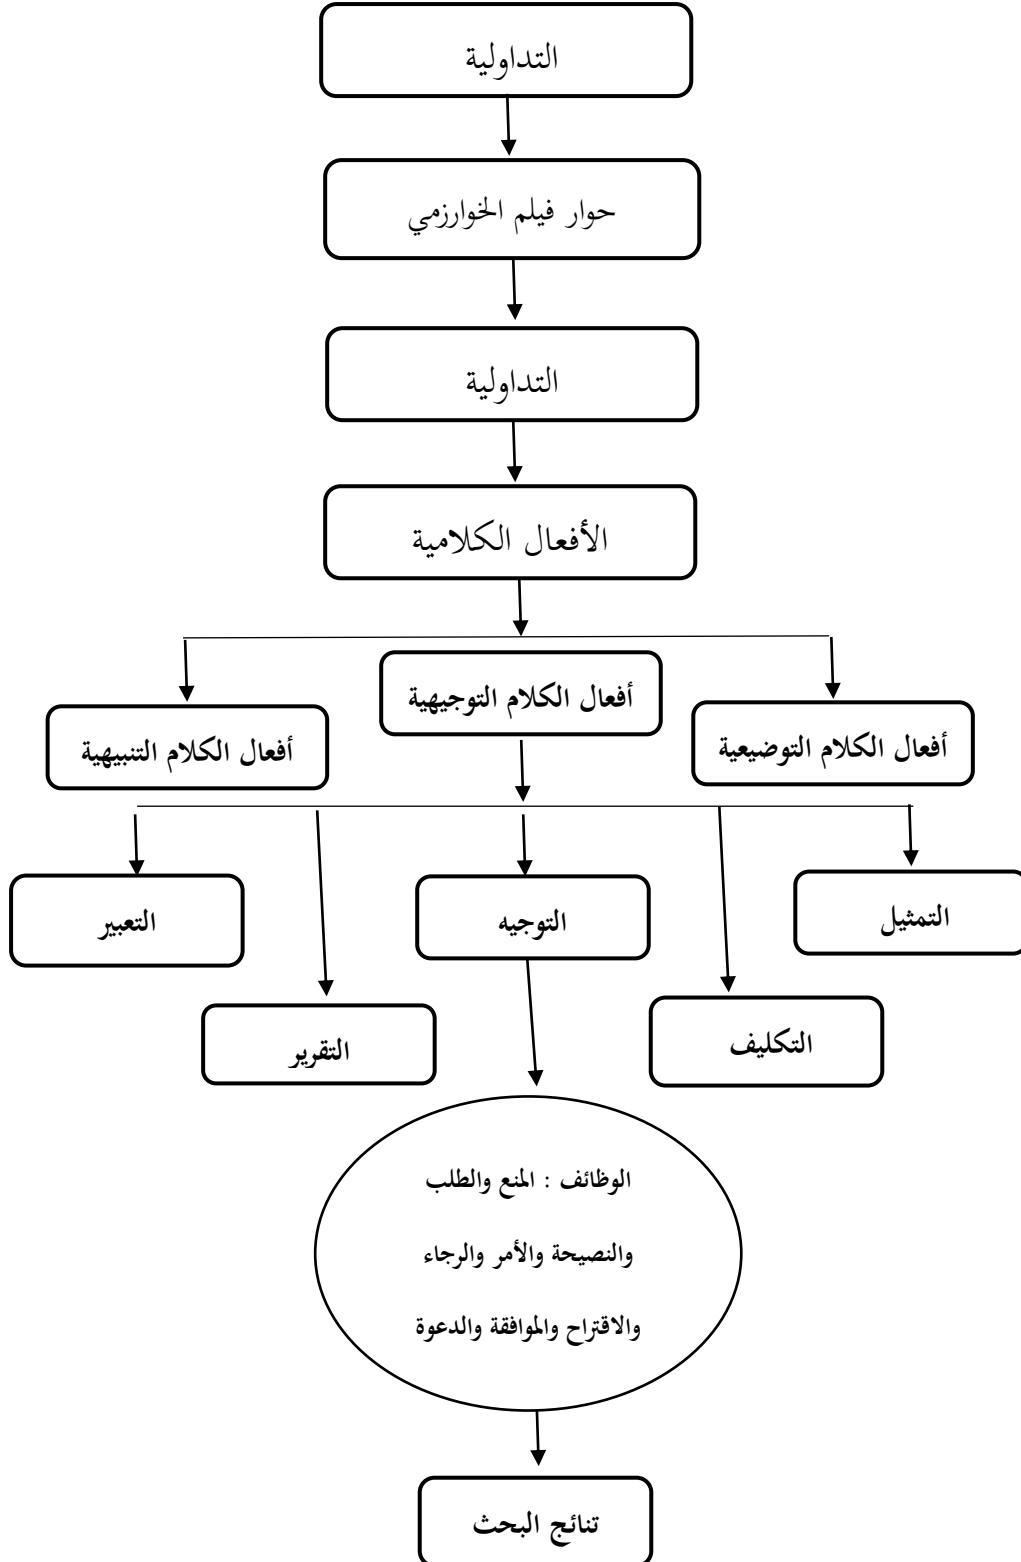 التداولية
حوار فيلم الخوارزمي
التداولية
الأفعال الكلامية
أفعال الكلام التوضيعية
أفعال الكلام التوجيهية
أفعال الكلام التنبيهية
التمثيل
التوجيه
التعبير
التكليف
التقرير
الوظائف : المنع والطلب
والنصيحة والأمر والرجاء
والاقتراح والموافقة والدعوة
تنائج البحث